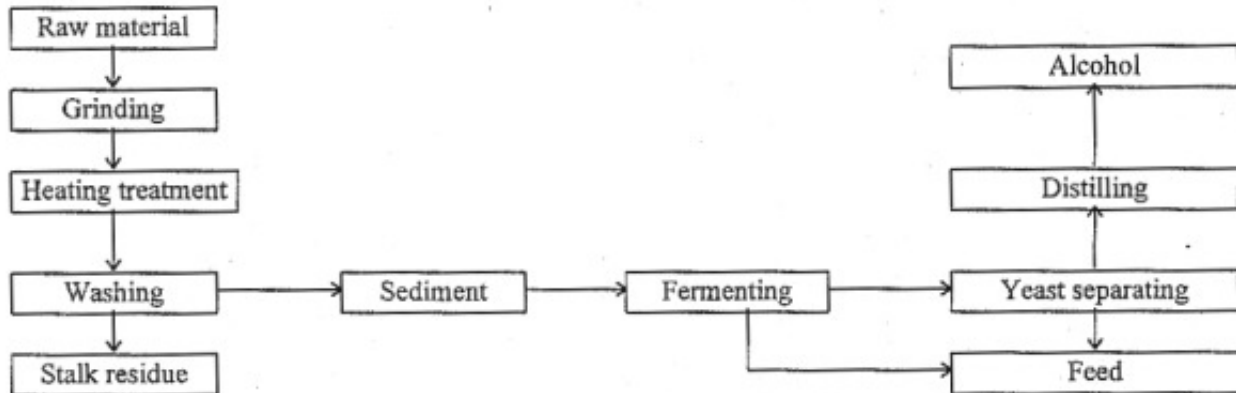 Raw material
Grinding
Heating treatment
Washing
Stalk residue
Sediment
Fermenting
Yeast separating
Distilling
Alcohol
Feed